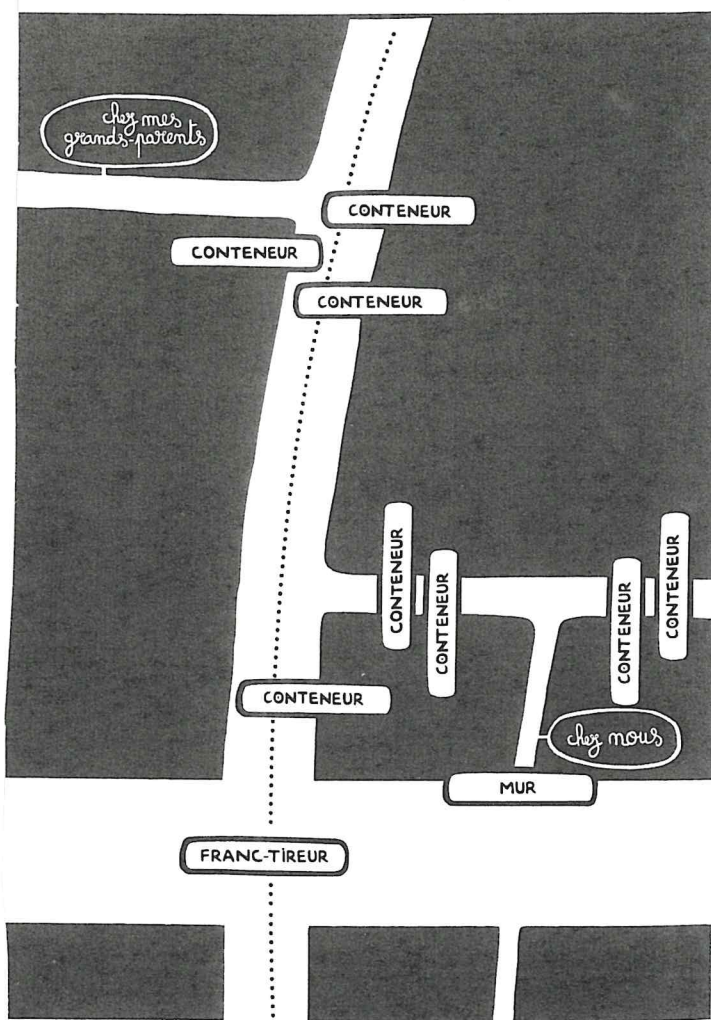 chez mes
grands-parents
CONTENEUR
CONTENEUR
CONTENEUR
CONTENEUR
CONTENEUR
CONTENEUR
CONTENEUR
CONTENEUR
chez nous
MUR
FRANC-TIREUR